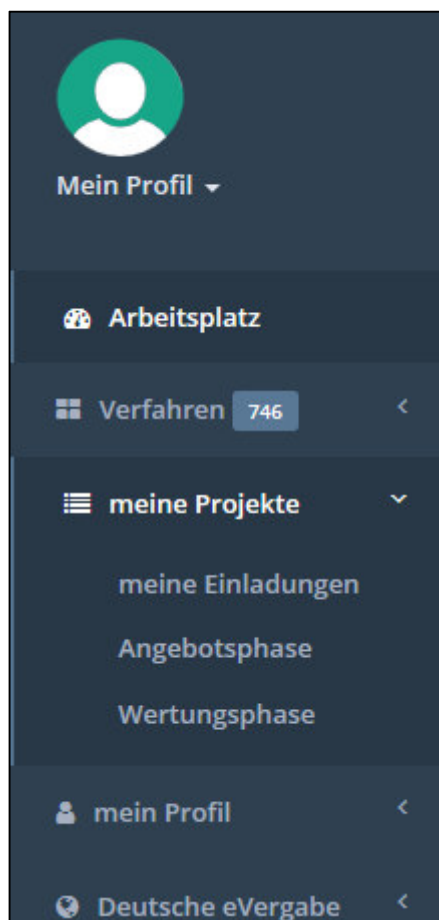 Mein Profil
Arbeitsplatz
Verfahren 746
meine Projekte
meine Einladungen
Angebotsphase
Wertungsphase
mein Profil
Deutsche eVergabe